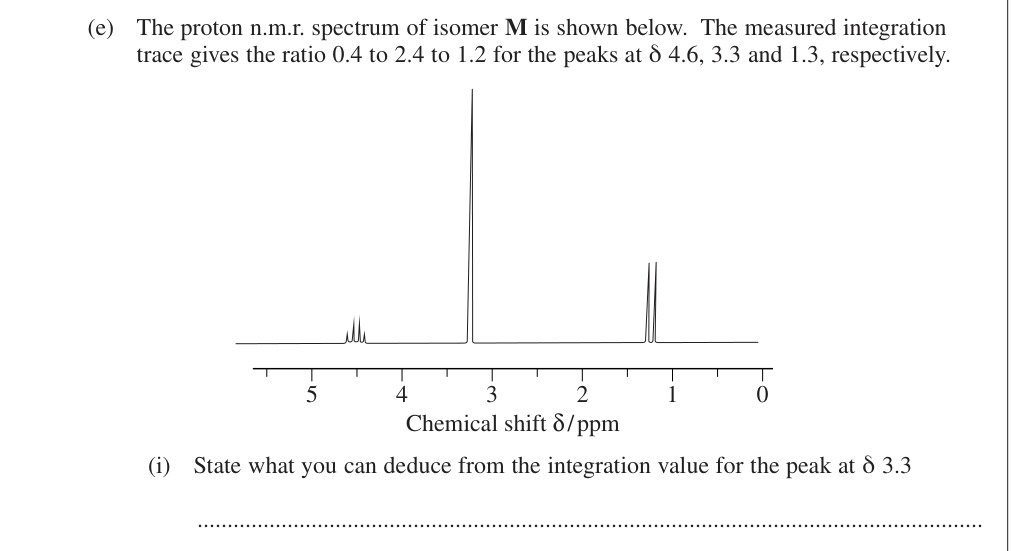 (e) The proton n.m.r. spectrum of isomer M is shown below. The measured integration
trace gives the ratio 0.4 to 2.4 to 1.2 for the peaks at δ 4.6, 3.3 and 1.3, respectively.
5 4 3 2 1 0
Chemical shift δ/ppm
(i) State what you can deduce from the integration value for the peak at δ 3.3